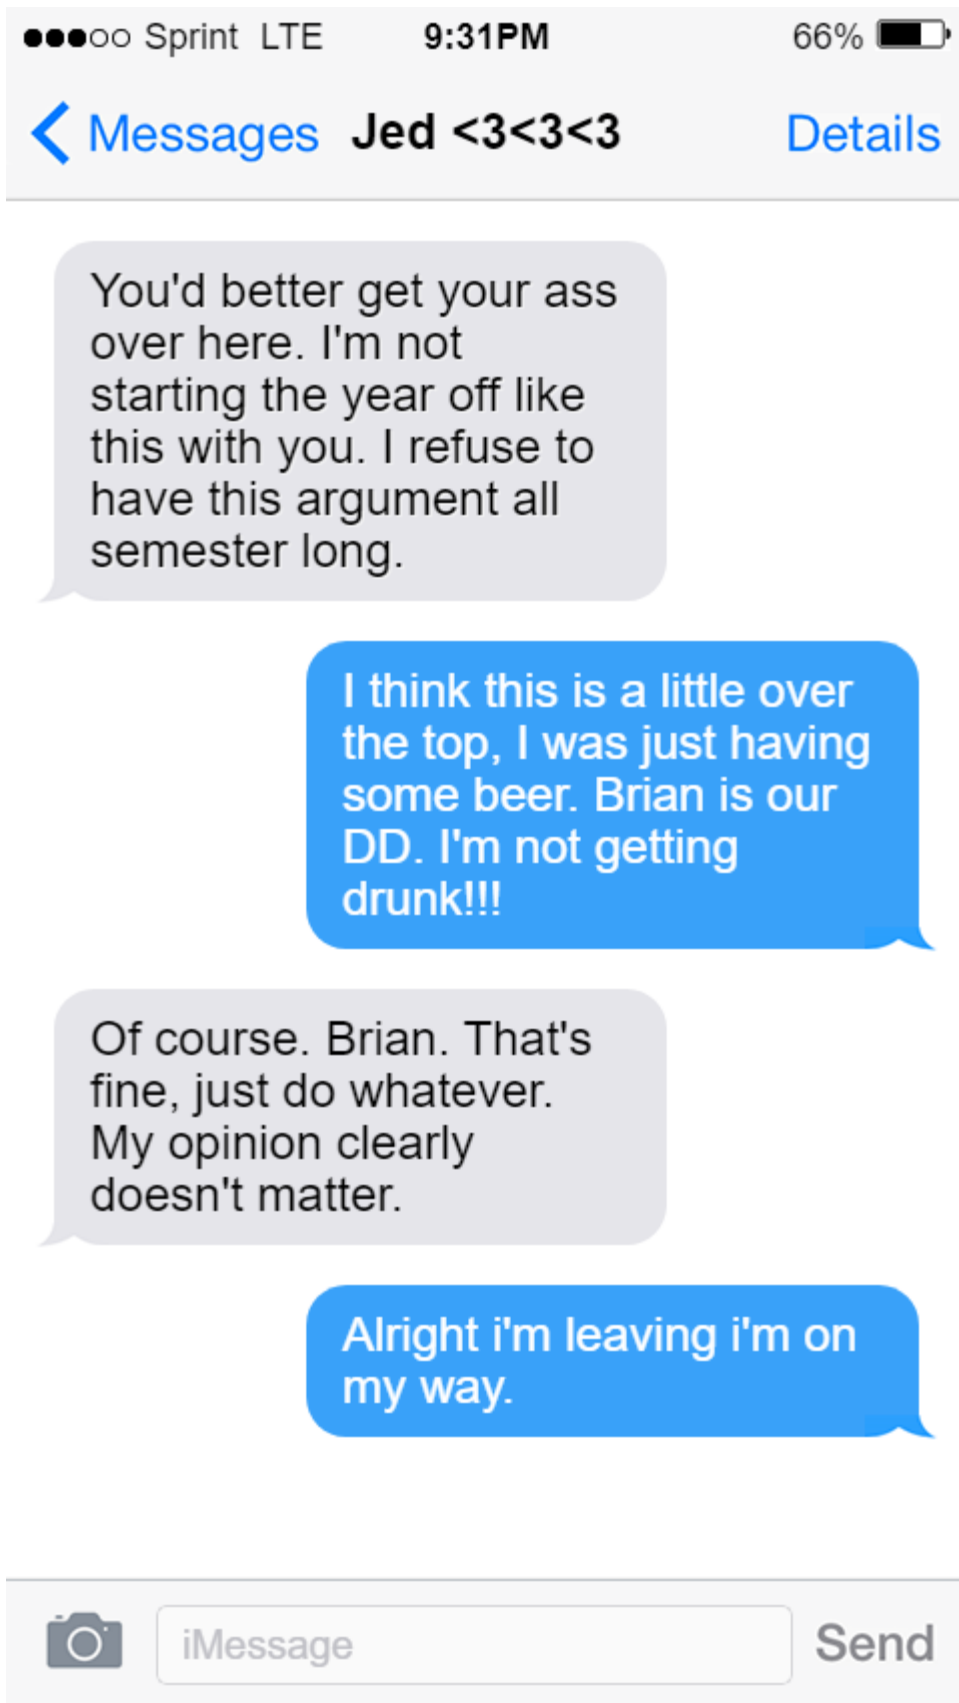 Sprint LTE 9:31PM 66%
Messages Jed <3<3<3 Details
You'd better get your ass
over here. I'm not
starting the year off like
this with you. I refuse to
have this argument all
semester long.
I think this is a little over
the top, I was just having
some beer. Brian is our
DD. I'm not getting
drunk!!!
Of course. Brian. That's
fine, just do whatever.
My opinion clearly
doesn't matter.
Alright i'm leaving i'm on
my way.
iMessage Send